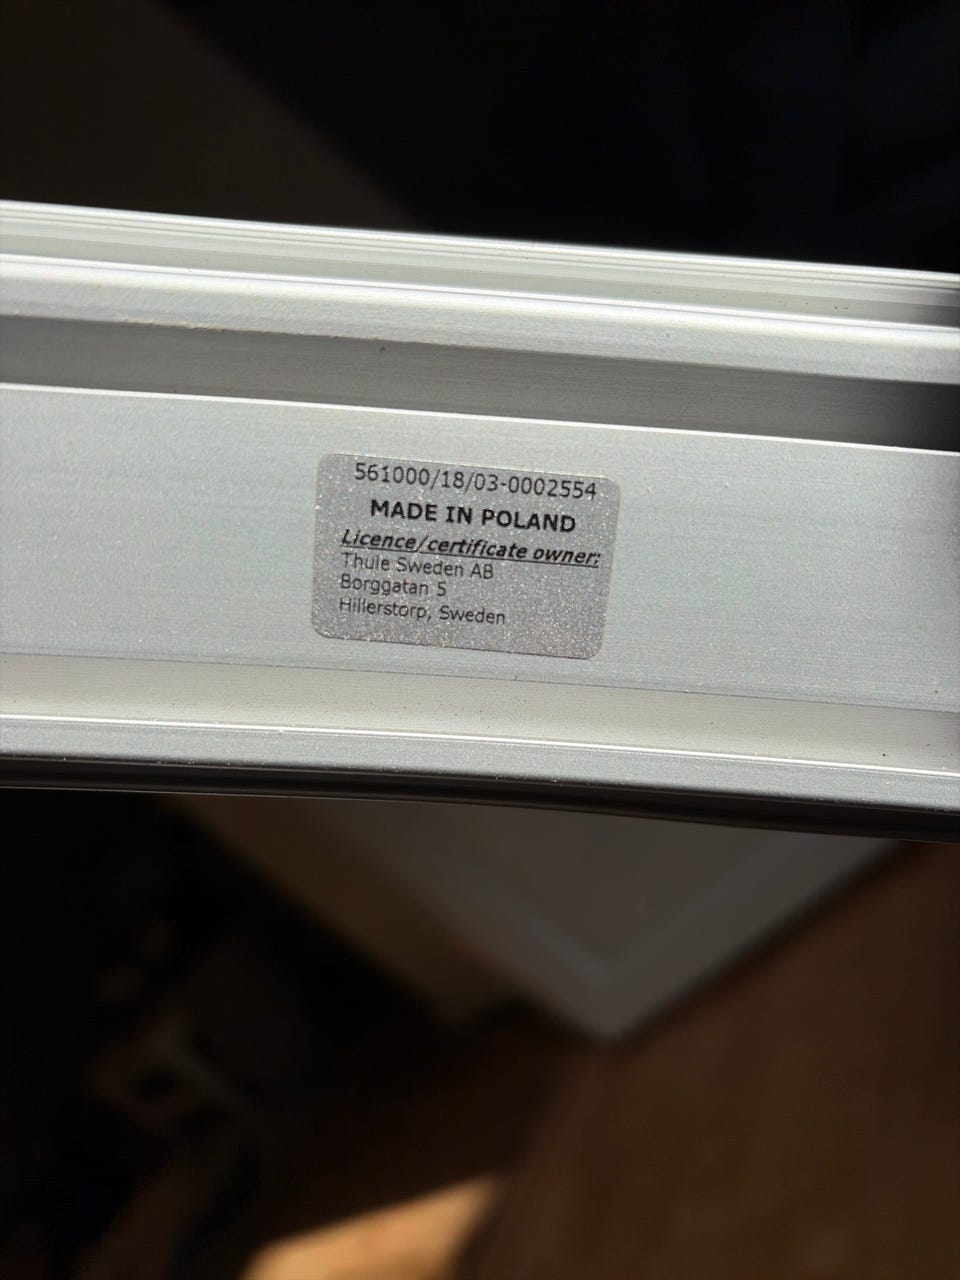 561000/18/03-0002554
MADE IN POLAND
Licence/certificate owner:
Thule Sweden AB
Borggatan 5
Hillerstorp, Sweden